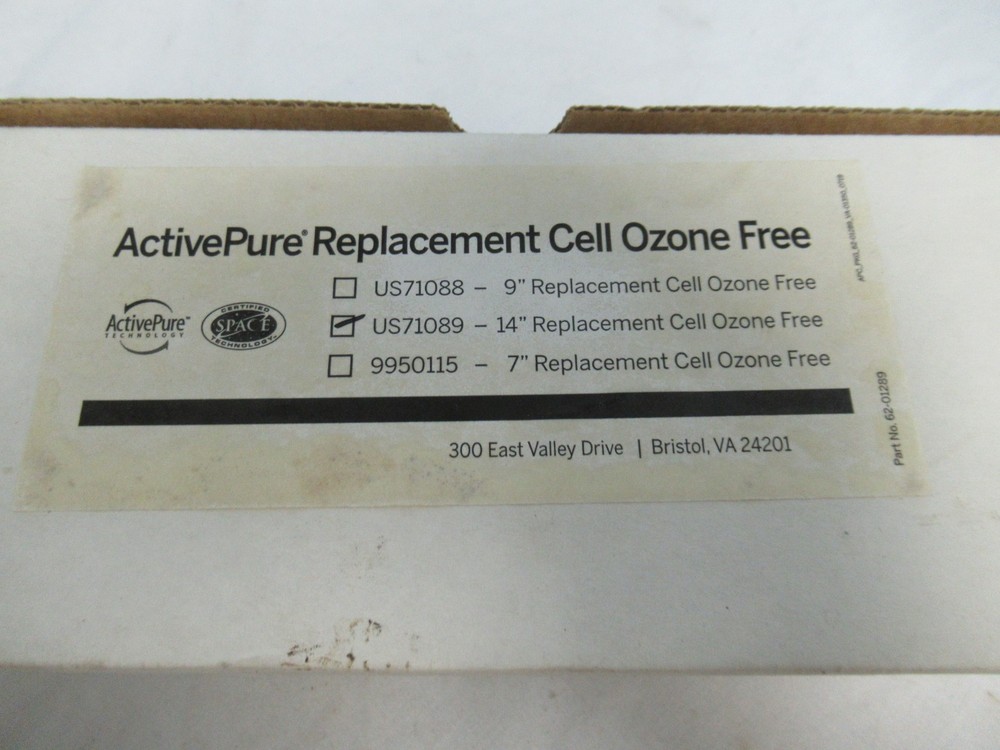 ActivePure® Replacement Cell Ozone Free
US71088 – 9” Replacement Cell Ozone Free
US71089 – 14” Replacement Cell Ozone Free
9950115 – 7” Replacement Cell Ozone Free
ActivePure™
TECHNOLOGY
CERTIFIED
SPACE
TECHNOLOGY
300 East Valley Drive | Bristol, VA 24201
Part No. 62-01289